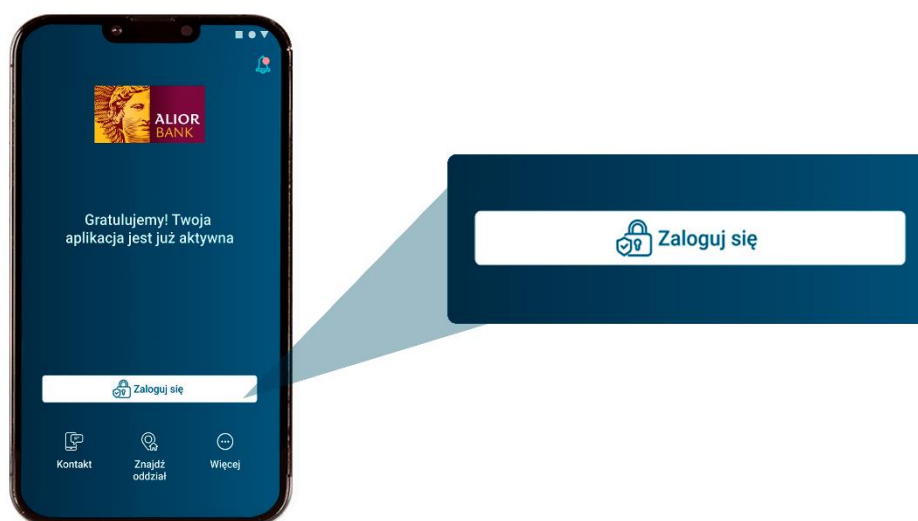 ALIOR
BANK
Gratulujemy! Twoja
aplikacja jest już aktywna
Zaloguj się
Kontakt
Znajdź
oddział
Więcej
Zaloguj się